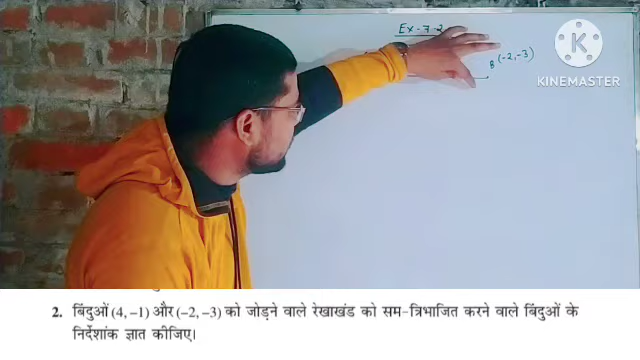 Ex-7.2
B (-2,-3)
KINEMASTER
2. बिंदुओं (4, –1) और (–2, –3) को जोड़ने वाले रेखाखंड को सम-त्रिभाजित करने वाले बिंदुओं के
निर्देशांक ज्ञात कीजिए।